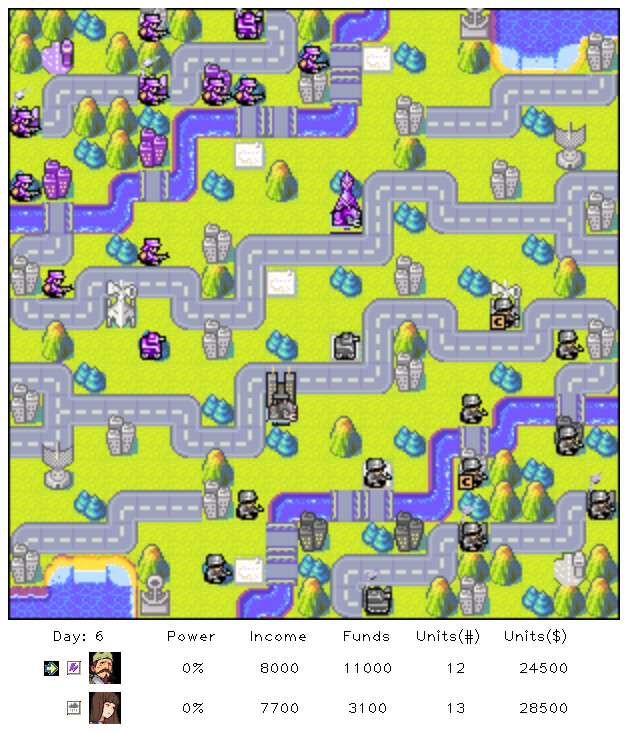 C
C
Day: 6 Power Income Funds Units(#) Units($)
0% 8000 11000 12 24500
0% 7700 3100 13 28500